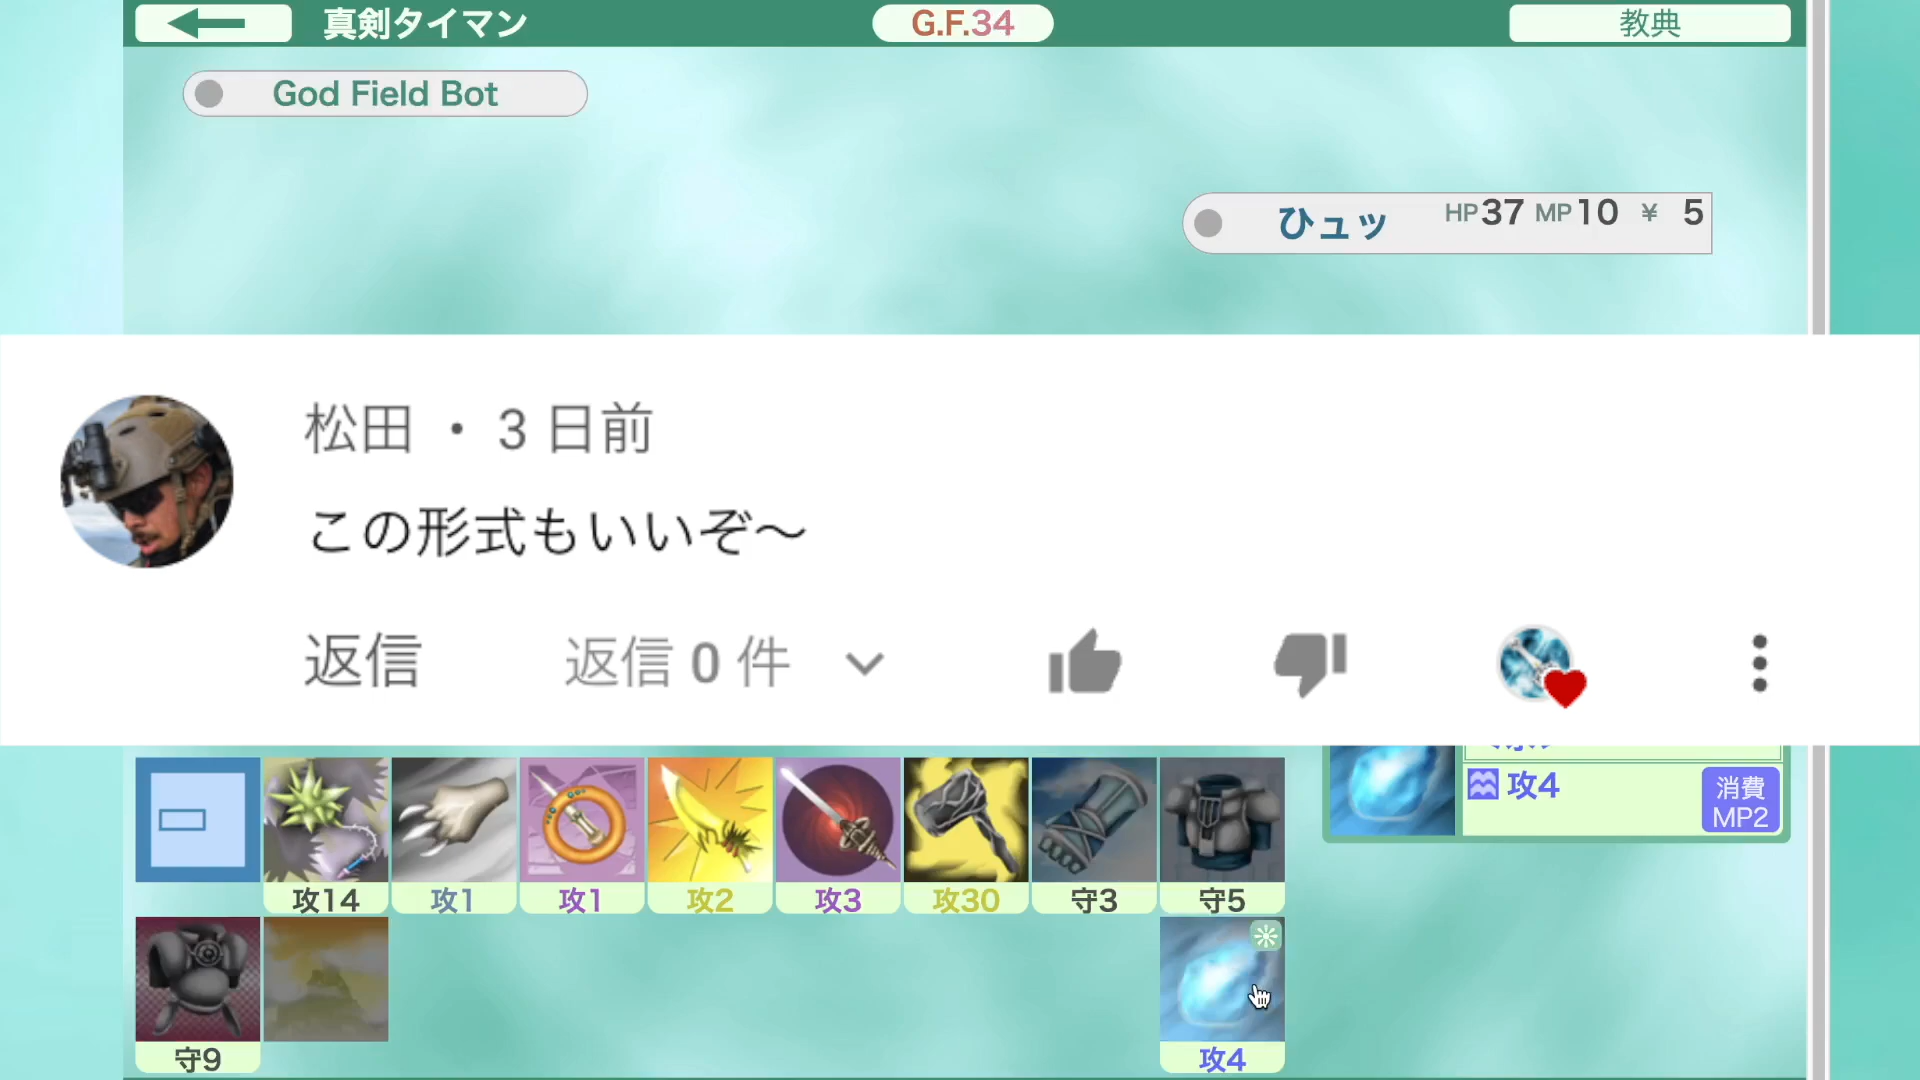 真剣タイマン
G.F.34
教典
God Field Bot
ひュッ HP37 MP10 ¥ 5
松田 ・ 3 日前
この形式もいいぞ〜
返信 返信 0 件
攻4
消費
MP2
攻14 攻1 攻1 攻2 攻3 攻30 守3 守5
守9 攻4